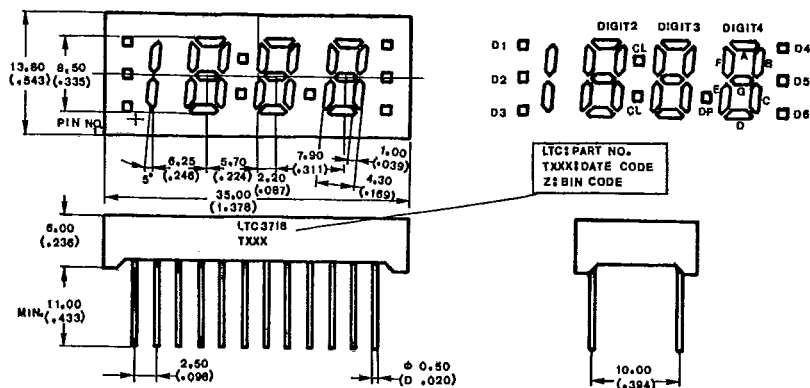 DIGIT2 DIGIT3 DIGIT4
D1 CL A D4
F B
D2 G D5
E C
D3 CL DP D6
D
13.80
(.543)
8.50
(.335)
PIN NO.1
5°
6.25
(.246)
5.70
(.224)
2.20
(.087)
7.90
(.311)
1.00
(.039)
4.30
(.169)
35.00
(1.378)
LTC:PART NO.
TXXX:DATE CODE
Z:BIN CODE
6.00
(.236)
LTC3718
TXXX
MIN. 11.00
(.433)
2.50
(.098)
ϕ 0.50
(D .020)
10.00
(.394)